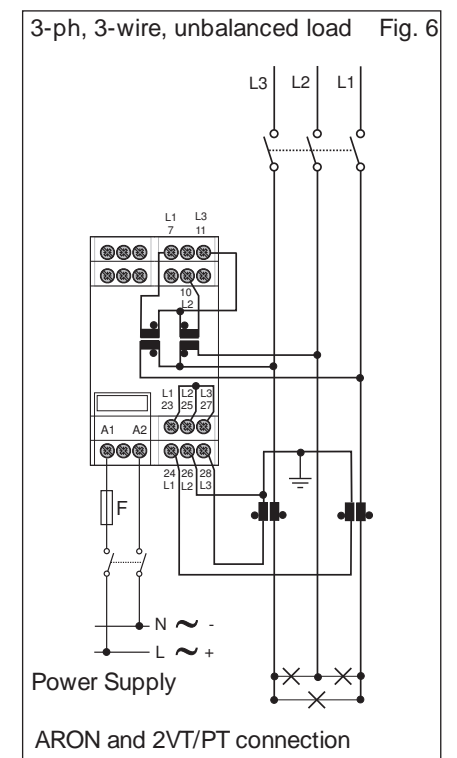 3-ph, 3-wire, unbalanced load Fig. 6
L3 L2 L1
L1 L3
7 11
10
L2
L1 L2 L3
23 25 27
A1 A2
24 26 28
L1 L2 L3
F
N ~ -
L ~ +
Power Supply
ARON and 2VT/PT connection